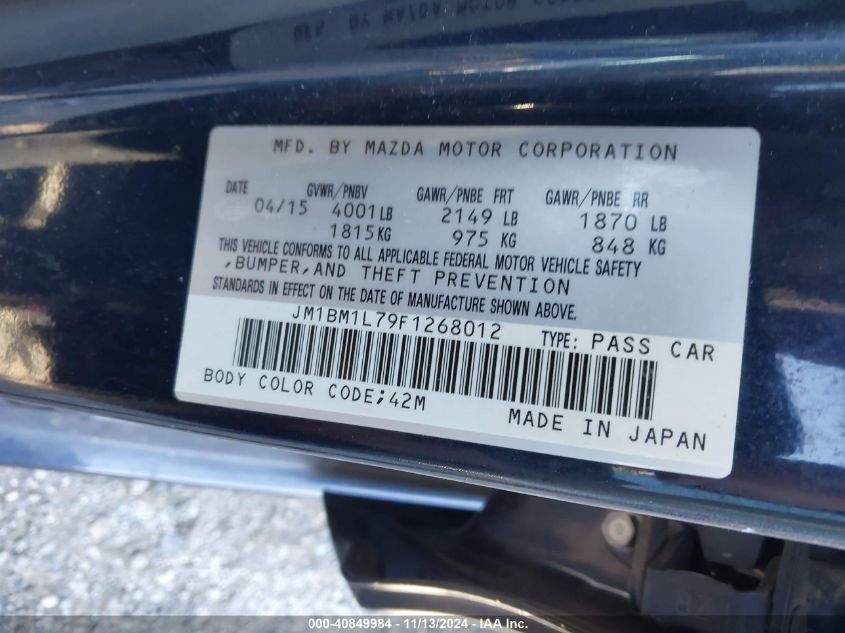 MFD. BY MAZDA MOTOR CORPORATION
DATE GVWR/PNBV GAWR/PNBE FRT GAWR/PNBE RR
04/15 4001LB 2149 LB 1870 LB
1815KG 975 KG 848 KG
THIS VEHICLE CONFORMS TO ALL APPLICABLE FEDERAL MOTOR VEHICLE SAFETY
,BUMPER,AND THEFT PREVENTION
STANDARDS IN EFFECT ON THE DATE OF MANUFACTURE SHOWN ABOVE.
JM1BM1L79F1268012 TYPE: PASS CAR
BODY COLOR CODE;42M
MADE IN JAPAN
000-40849984 - 11/13/2024 - IAA Inc.